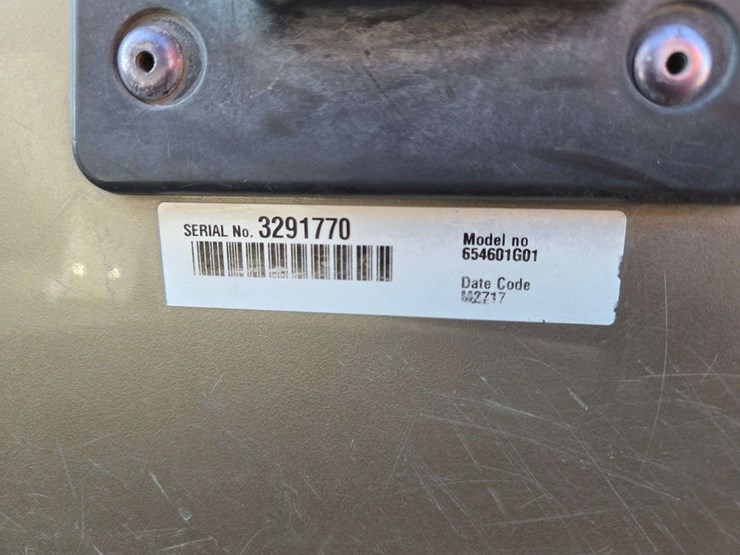 SERIAL No. 3291770
Model no
654601G01
Date Code
M2717